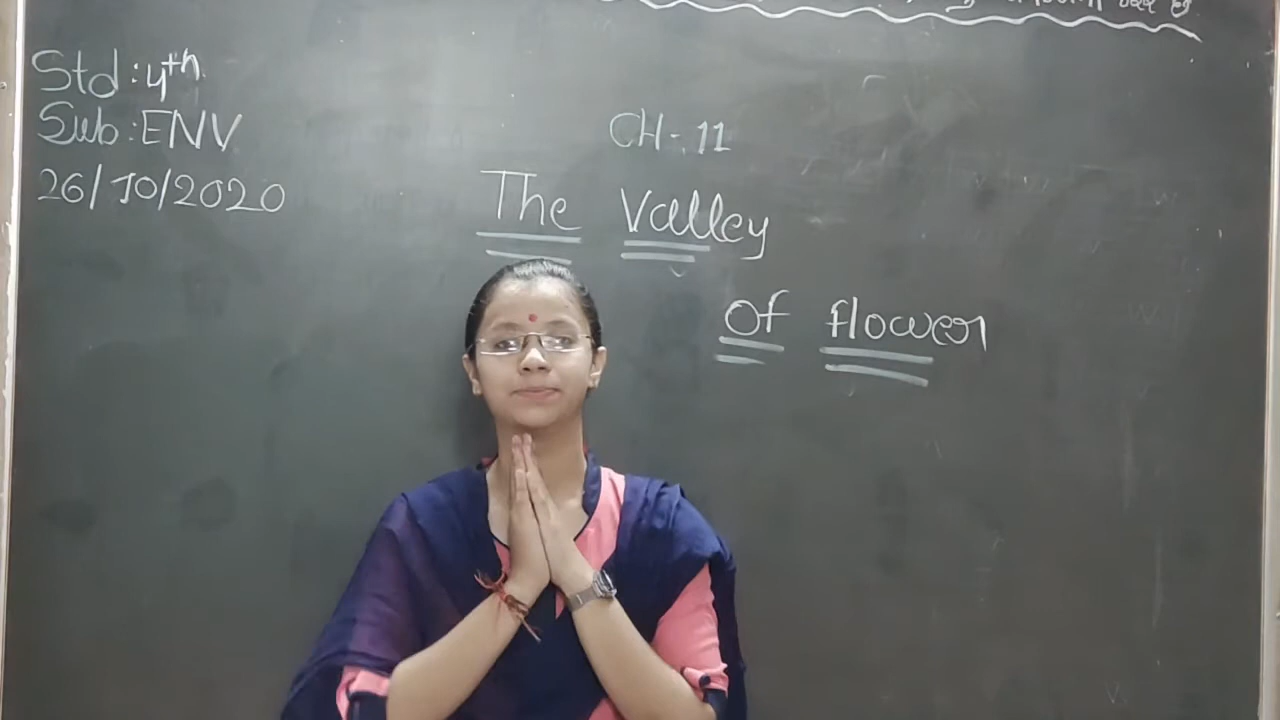 Std : 4th
Sub : ENV
26/10/2020
CH-: 11
The Valley
Of flower